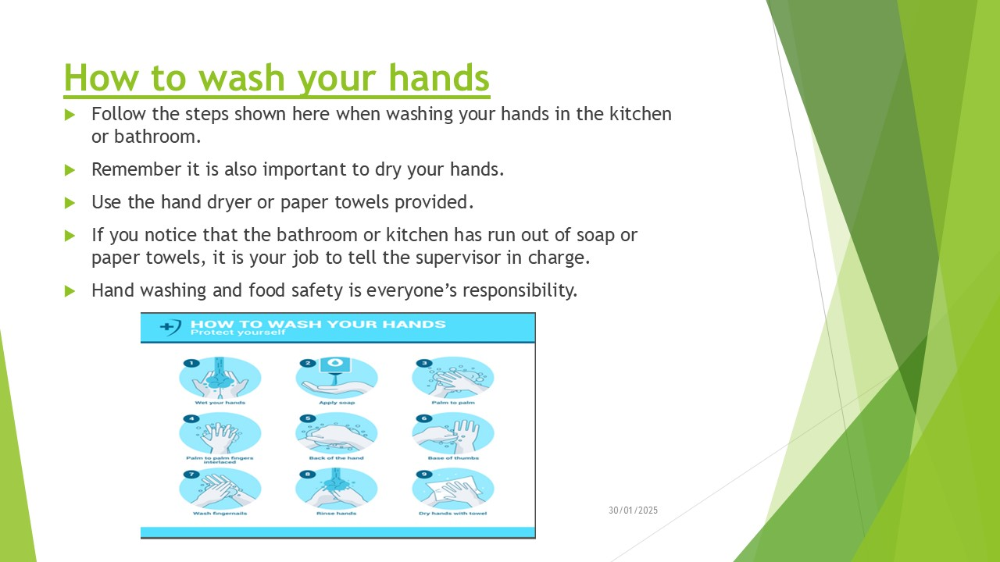 How to wash your hands
Follow the steps shown here when washing your hands in the kitchen
or bathroom.
Remember it is also important to dry your hands.
Use the hand dryer or paper towels provided.
If you notice that the bathroom or kitchen has run out of soap or
paper towels, it is your job to tell the supervisor in charge.
Hand washing and food safety is everyone’s responsibility.
HOW TO WASH YOUR HANDS
Protect yourself
1
Wet your hands
2
Apply soap
3
Palm to palm
4
Palm to palm fingers
interlaced
5
Back of the hand
6
Base of thumbs
7
Wash fingernails
8
Rinse hands
9
Dry hands with towel
30/01/2025